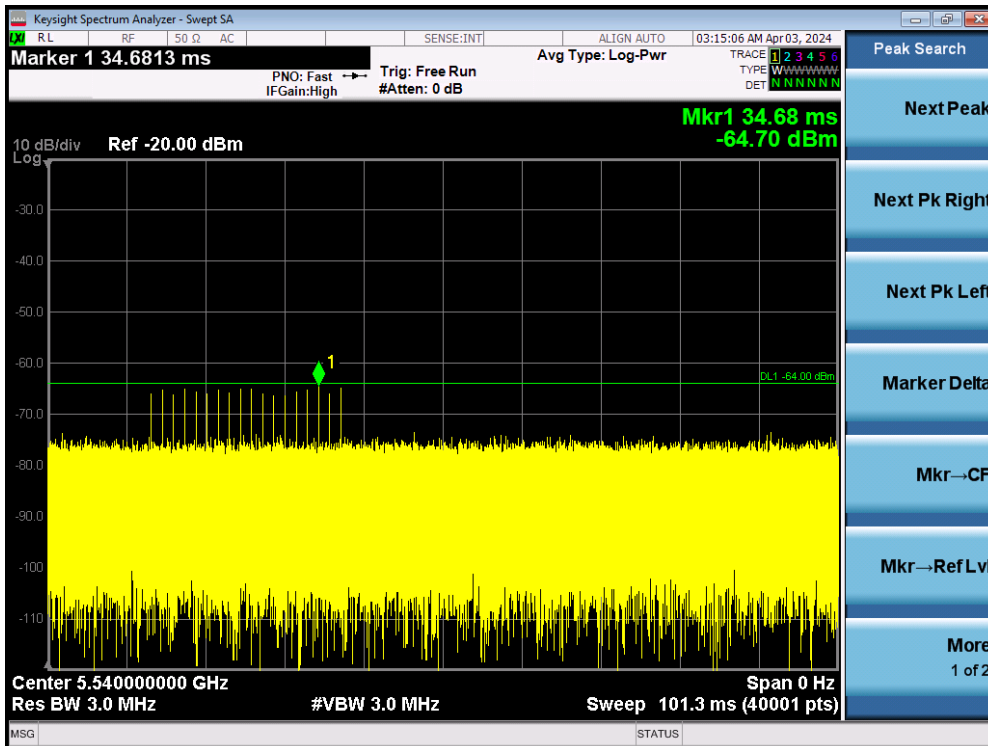 Keysight Spectrum Analyzer - Swept SA
LXI RL RF 50 Ω AC SENSE:INT ALIGN AUTO 03:15:06 AM Apr 03, 2024
Marker 1 34.6813 ms
PNO: Fast
IFGain:High
Trig: Free Run
#Atten: 0 dB
Avg Type: Log-Pwr
TRACE 1 2 3 4 5 6
TYPE WWWWWW
DET N N N N N N
Mkr1 34.68 ms
-64.70 dBm
10 dB/div
Log
Ref -20.00 dBm
-30.0
-40.0
-50.0
-60.0
1
DL1 -64.00 dBm
-70.0
-80.0
-90.0
-100
-110
Center 5.540000000 GHz
Span 0 Hz
Res BW 3.0 MHz
#VBW 3.0 MHz
Sweep 101.3 ms (40001 pts)
MSG
STATUS
Peak Search
Next Peak
Next Pk Right
Next Pk Left
Marker Delta
Mkr→CF
Mkr→Ref Lvl
More
1 of 2